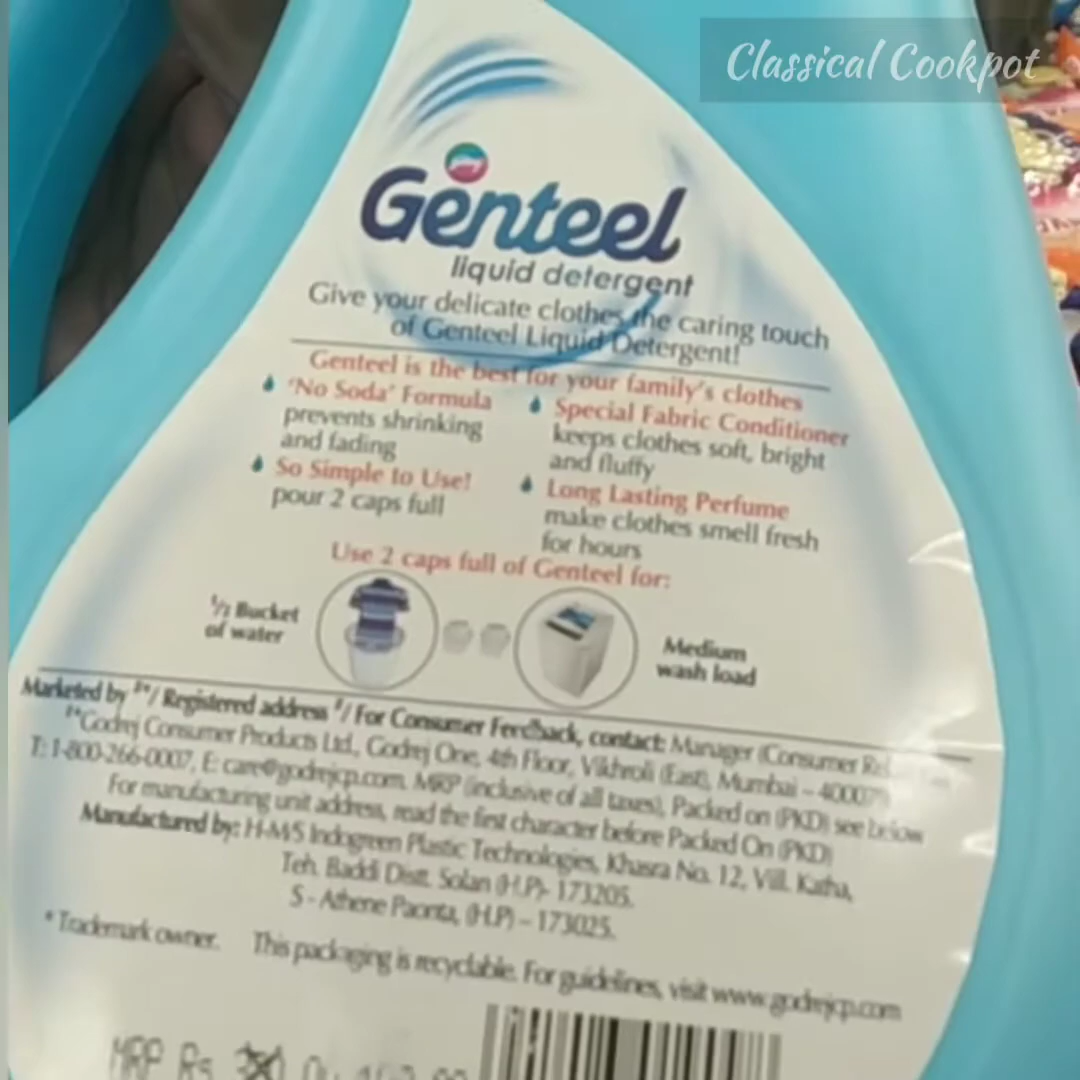 Classical Cookpot
Genteel
liquid detergent
Give your delicate clothes the caring touch
of Genteel Liquid Detergent!
Genteel is the best for your family's clothes
'No Soda' Formula
prevents shrinking
and fading
So Simple to Use!
pour 2 caps full
Special Fabric Conditioner
keeps clothes soft, bright
and fluffy
Long Lasting Perfume
make clothes smell fresh
for hours
Use 2 caps full of Genteel for:
1/2 Bucket
of water
Medium
wash load
Marketed by / Registered address / For Consumer Feedback, contact: Manager (Consumer
Godrej Consumer Products Ltd., Godrej One, 4th Floor, Vikhroli (East), Mumbai –
T: 1-800-266-0007, E: care@godrejcp.com. MRP (inclusive of all taxes), Packed on (PKD) see below
For manufacturing unit address, read the first character before Packed On (PKD)
Manufactured by: H-M/S Indogreen Plastic Technologies, Khasra No. 12, Vill. Katha,
Teh. Baddi Distt. Solan (H.P)- 173205.
S - Athene Paonta, (H.P) – 173025.
* Trademark owner. This packaging is recyclable. For guidelines, visit www.godrejcp.com
MRP Rs